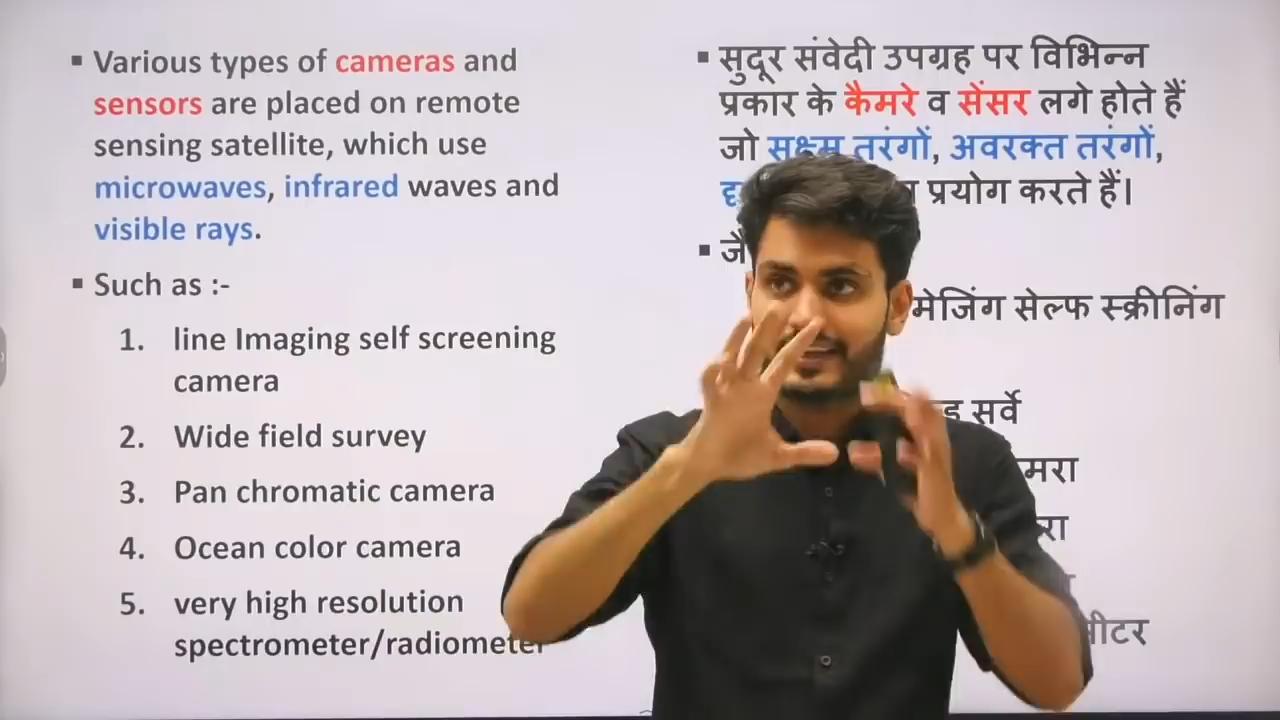 ▪ Various types of cameras and
sensors are placed on remote
sensing satellite, which use
microwaves, infrared waves and
visible rays.
▪ Such as :-
1. line Imaging self screening
camera
2. Wide field survey
3. Pan chromatic camera
4. Ocean color camera
5. very high resolution
spectrometer/radiometer
▪ सुदूर संवेदी उपग्रह पर विभिन्न
प्रकार के कैमरे व सेंसर लगे होते हैं
जो सूक्ष्म तरंगों, अवरक्त तरंगों,
प्रयोग करते हैं।
▪
सेल्फ स्क्रीनिंग
सर्वे